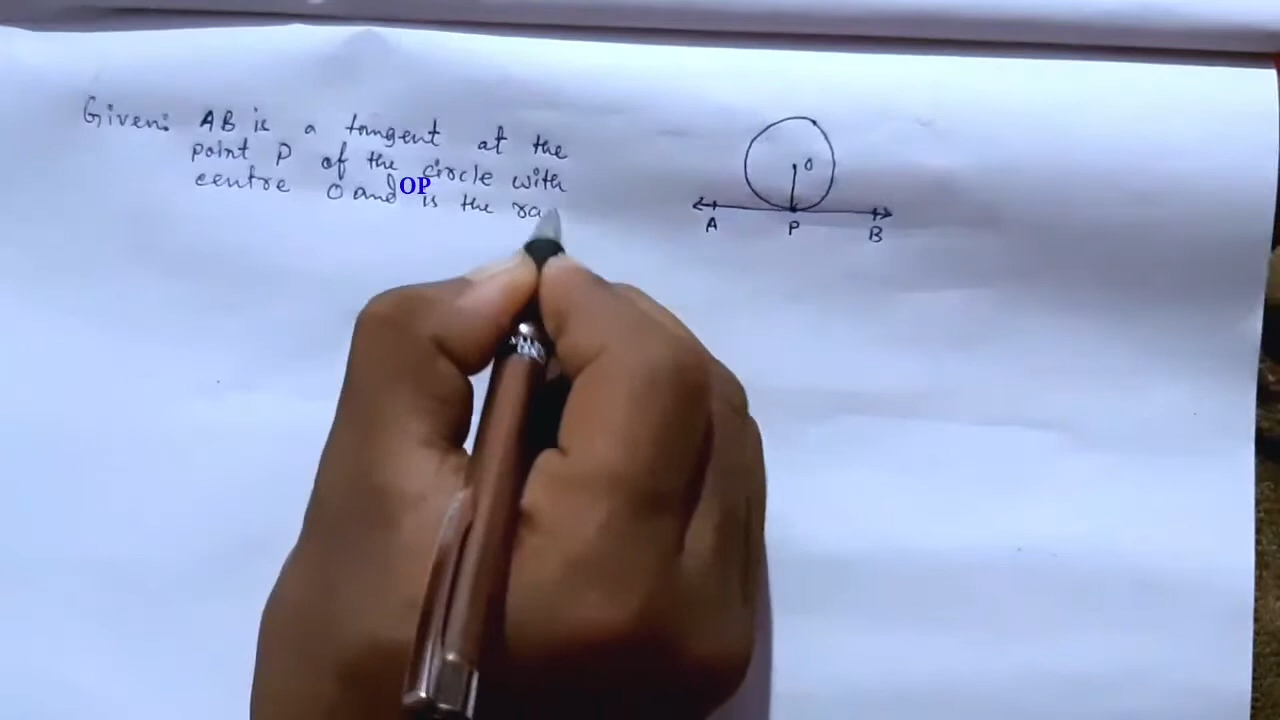 Given: AB is a tangent at the
point P of the circle with
centre O and OP is the ra
O
A P B